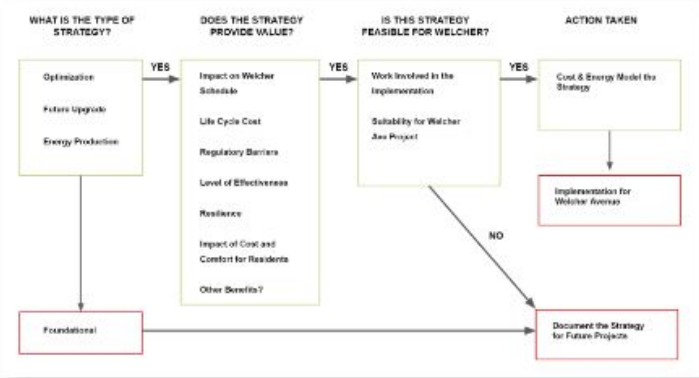 WHAT IS THE TYPE OF
STRATEGY?
DOES THE STRATEGY
PROVIDE VALUE?
IS THIS STRATEGY
FEASIBLE FOR WELCHER?
ACTION TAKEN
Optimization
Future Upgrade
Energy Production
YES
Impact on Welcher
Schedule
Life Cycle Cost
Regulatory Barriers
Level of Effectiveness
Resilience
Impact of Cost and
Comfort for Residents
Other Benefits?
YES
Work Involved in the
Implementation
Suitability for Welcher
Ave Project
YES
Cost & Energy Model the
Strategy
Implementation for
Welcher Avenue
NO
Foundational
Document the Strategy
for Future Projects